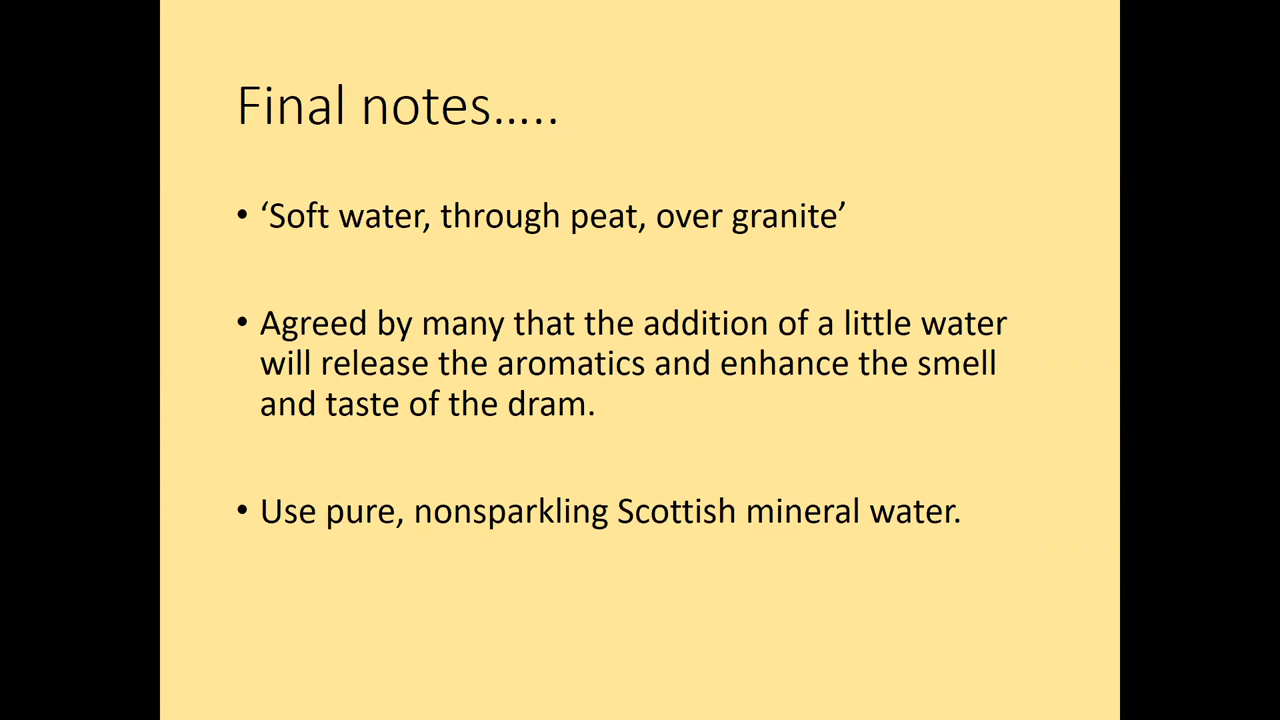 Final notes…..
• ‘Soft water, through peat, over granite’
• Agreed by many that the addition of a little water
will release the aromatics and enhance the smell
and taste of the dram.
• Use pure, nonsparkling Scottish mineral water.